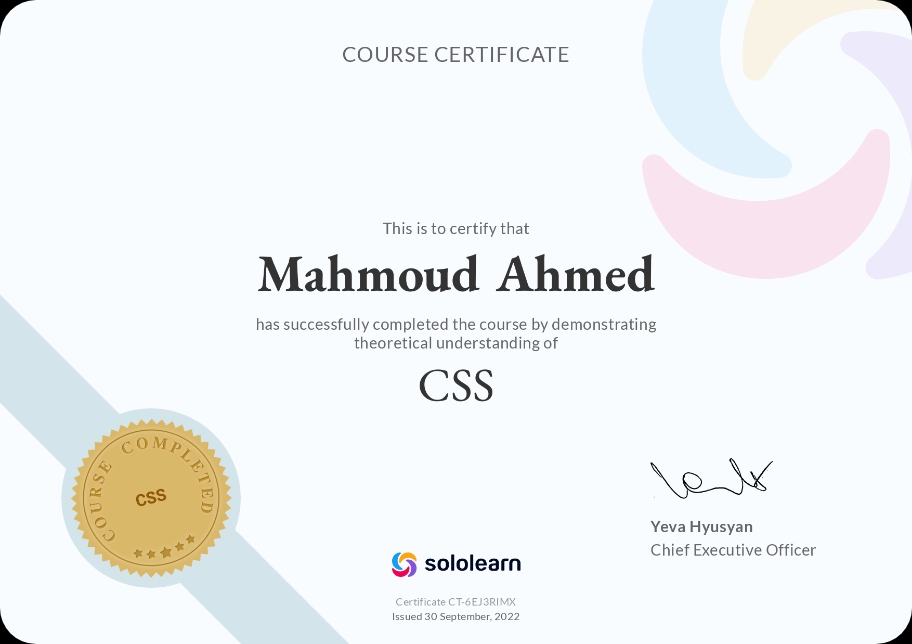 COURSE CERTIFICATE
This is to certify that
Mahmoud Ahmed
has successfully completed the course by demonstrating
theoretical understanding of
CSS
COURSE COMPLETED
CSS
Yeva Hyusyan
Chief Executive Officer
sololearn
Certificate CT-6EJ3RIMX
Issued 30 September, 2022